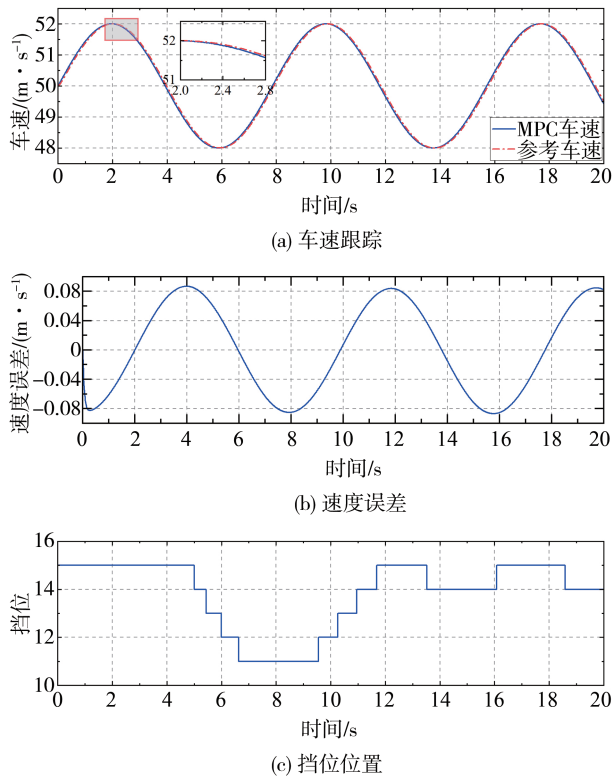 52
51
50
49
48
车速/(m·s⁻¹)
52
51
2.0 2.4 2.8
MPC车速
参考车速
0 2 4 6 8 10 12 14 16 18 20
时间/s
(a) 车速跟踪
0.08
0.04
0
-0.04
-0.08
速度误差/(m·s⁻¹)
0 2 4 6 8 10 12 14 16 18 20
时间/s
(b) 速度误差
16
14
12
10
挡位
0 2 4 6 8 10 12 14 16 18 20
时间/s
(c) 挡位位置